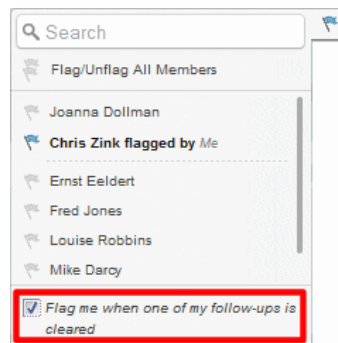 Search
Flag/Unflag All Members
Joanna Dollman
Chris Zink flagged by Me
Ernst Eeldert
Fred Jones
Louise Robbins
Mike Darcy
Flag me when one of my follow-ups is
cleared